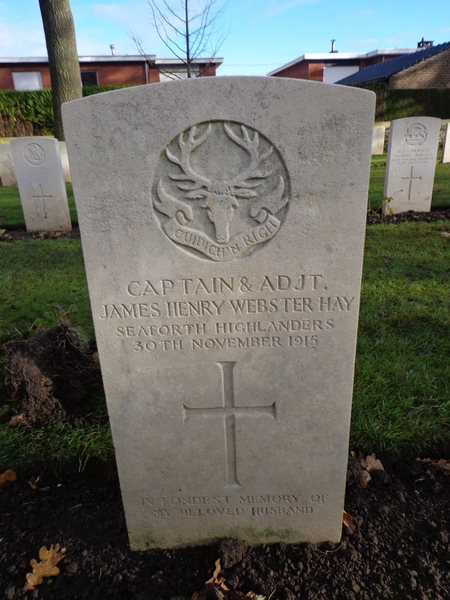 CUIDICH'N RIGH
CAPTAIN & ADJT.
JAMES HENRY WEBSTER HAY
SEAFORTH HIGHLANDERS
30TH NOVEMBER 1915
IN FONDEST MEMORY OF
MY BELOVED HUSBAND